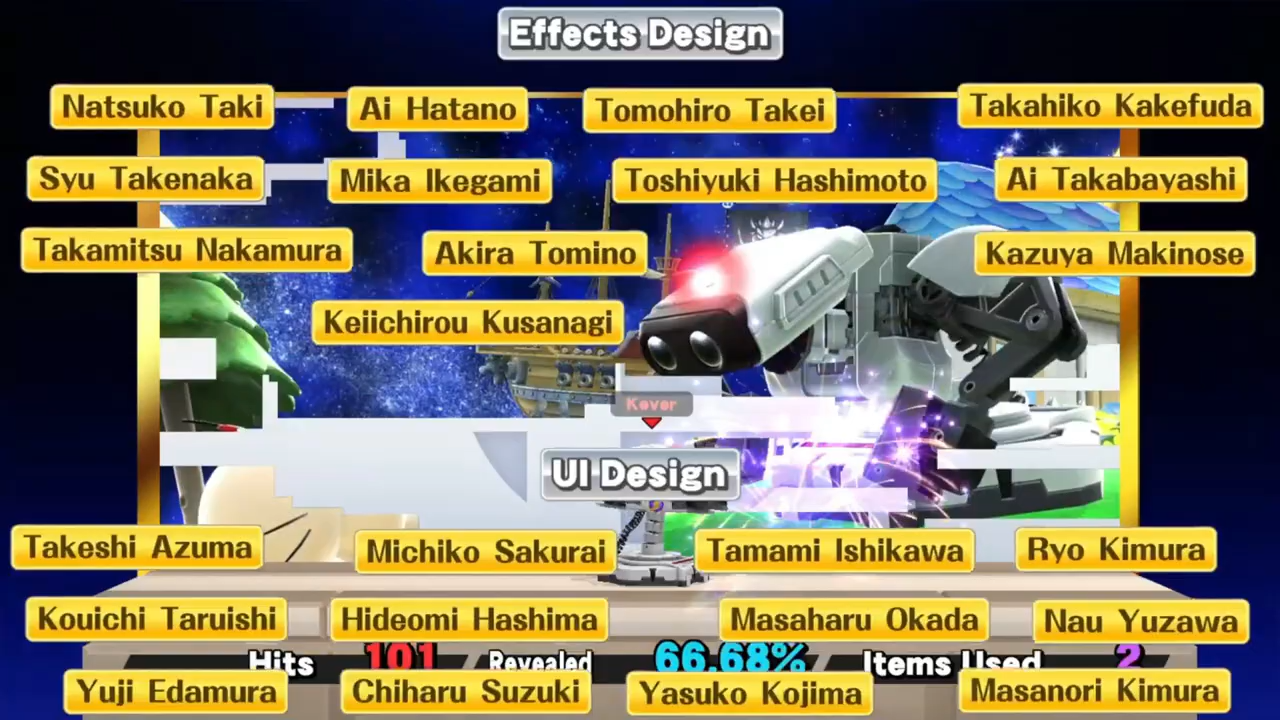 Effects Design
Natsuko Taki
Ai Hatano
Tomohiro Takei
Takahiko Kakefuda
Syu Takenaka
Mika Ikegami
Toshiyuki Hashimoto
Ai Takabayashi
Takamitsu Nakamura
Akira Tomino
Kazuya Makinose
Keiichirou Kusanagi
Kever
UI Design
Takeshi Azuma
Michiko Sakurai
Tamami Ishikawa
Ryo Kimura
Kouichi Taruishi
Hideomi Hashima
Masaharu Okada
Nau Yuzawa
Hits 101 Revealed 66.68% Items Used 2
Yuji Edamura
Chiharu Suzuki
Yasuko Kojima
Masanori Kimura